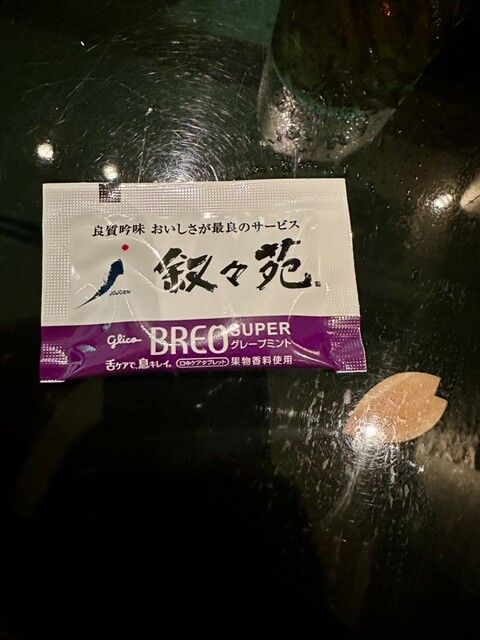 良質吟味 おいしさが最良のサービス
叙々苑
JOJOEN
glico BREO SUPER
グレープミント
舌ケアで、息キレイ。 口中ケアタブレット 果物香料使用